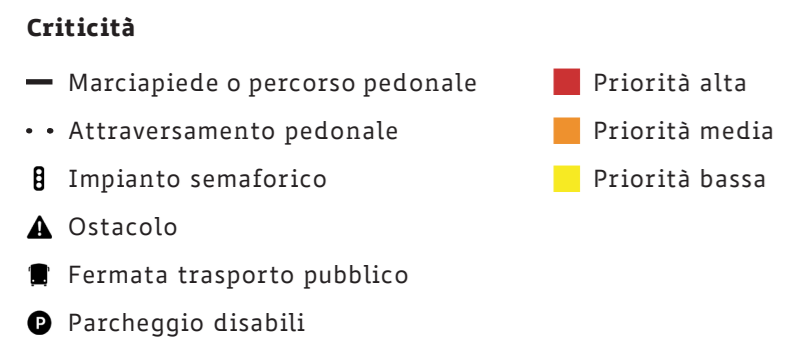 Criticità
Marciapiede o percorso pedonale
Attraversamento pedonale
Impianto semaforico
Ostacolo
Fermata trasporto pubblico
P Parcheggio disabili
Priorità alta
Priorità media
Priorità bassa